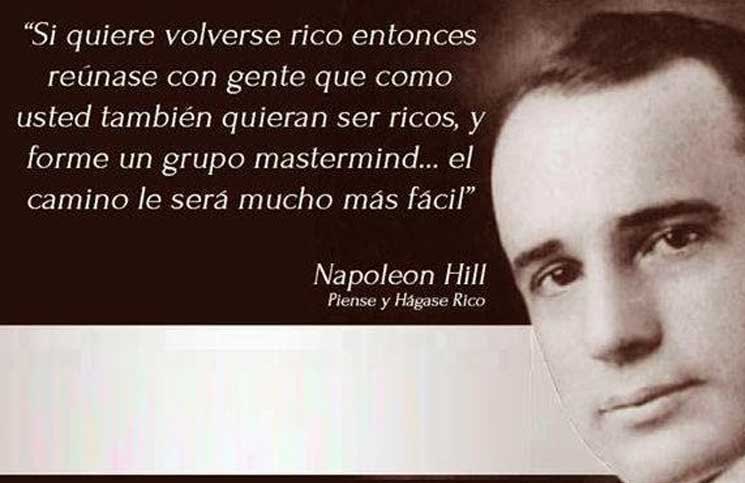 “Si quiere volverse rico entonces
reúnase con gente que como
usted también quieran ser ricos, y
forme un grupo mastermind... el
camino le será mucho más fácil”
Napoleon Hill
Piense y Hágase Rico